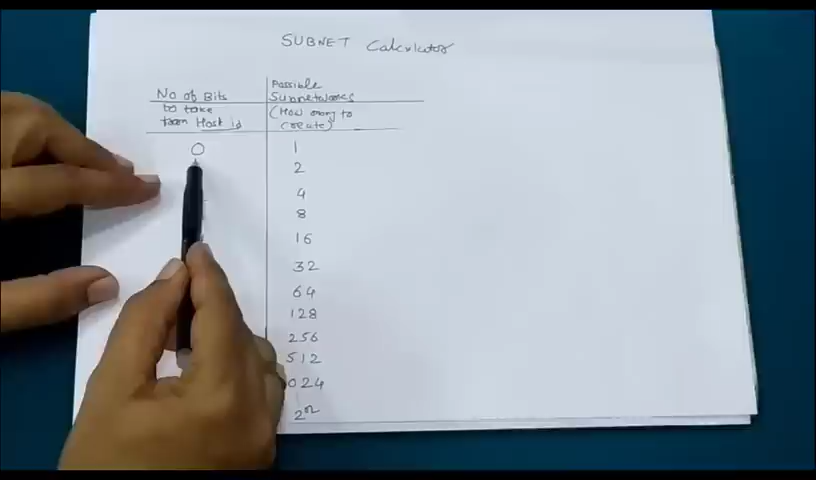 SUBNET Calculator
No of Bits Possible
to take Subnetworks
from Host id (How many to
create)
0 1
2
4
8
16
32
64
128
256
512
024
2ⁿ